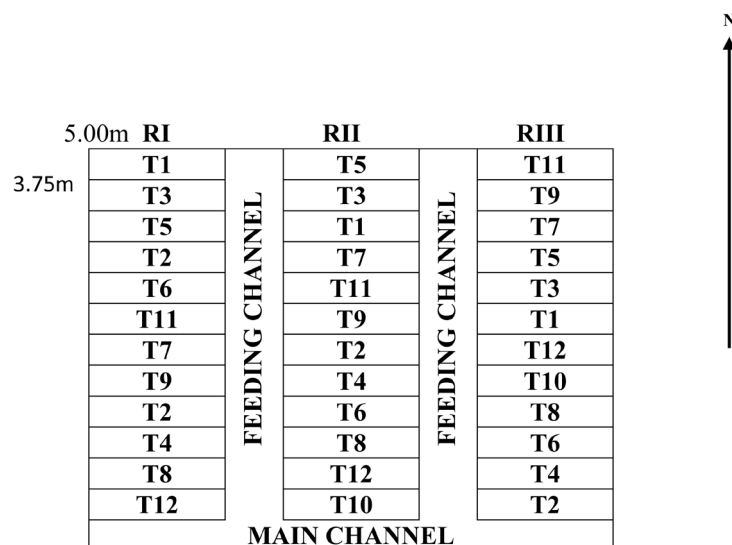 N
5.00m RI RII RIII
3.75m
T1 T5 T11
T3 T3 T9
T5 T1 T7
T2 T7 T5
T6 T11 T3
T11 T9 T1
T7 T2 T12
T9 T4 T10
T2 T6 T8
T4 T8 T6
T8 T12 T4
T12 T10 T2
FEEDING CHANNEL
FEEDING CHANNEL
MAIN CHANNEL